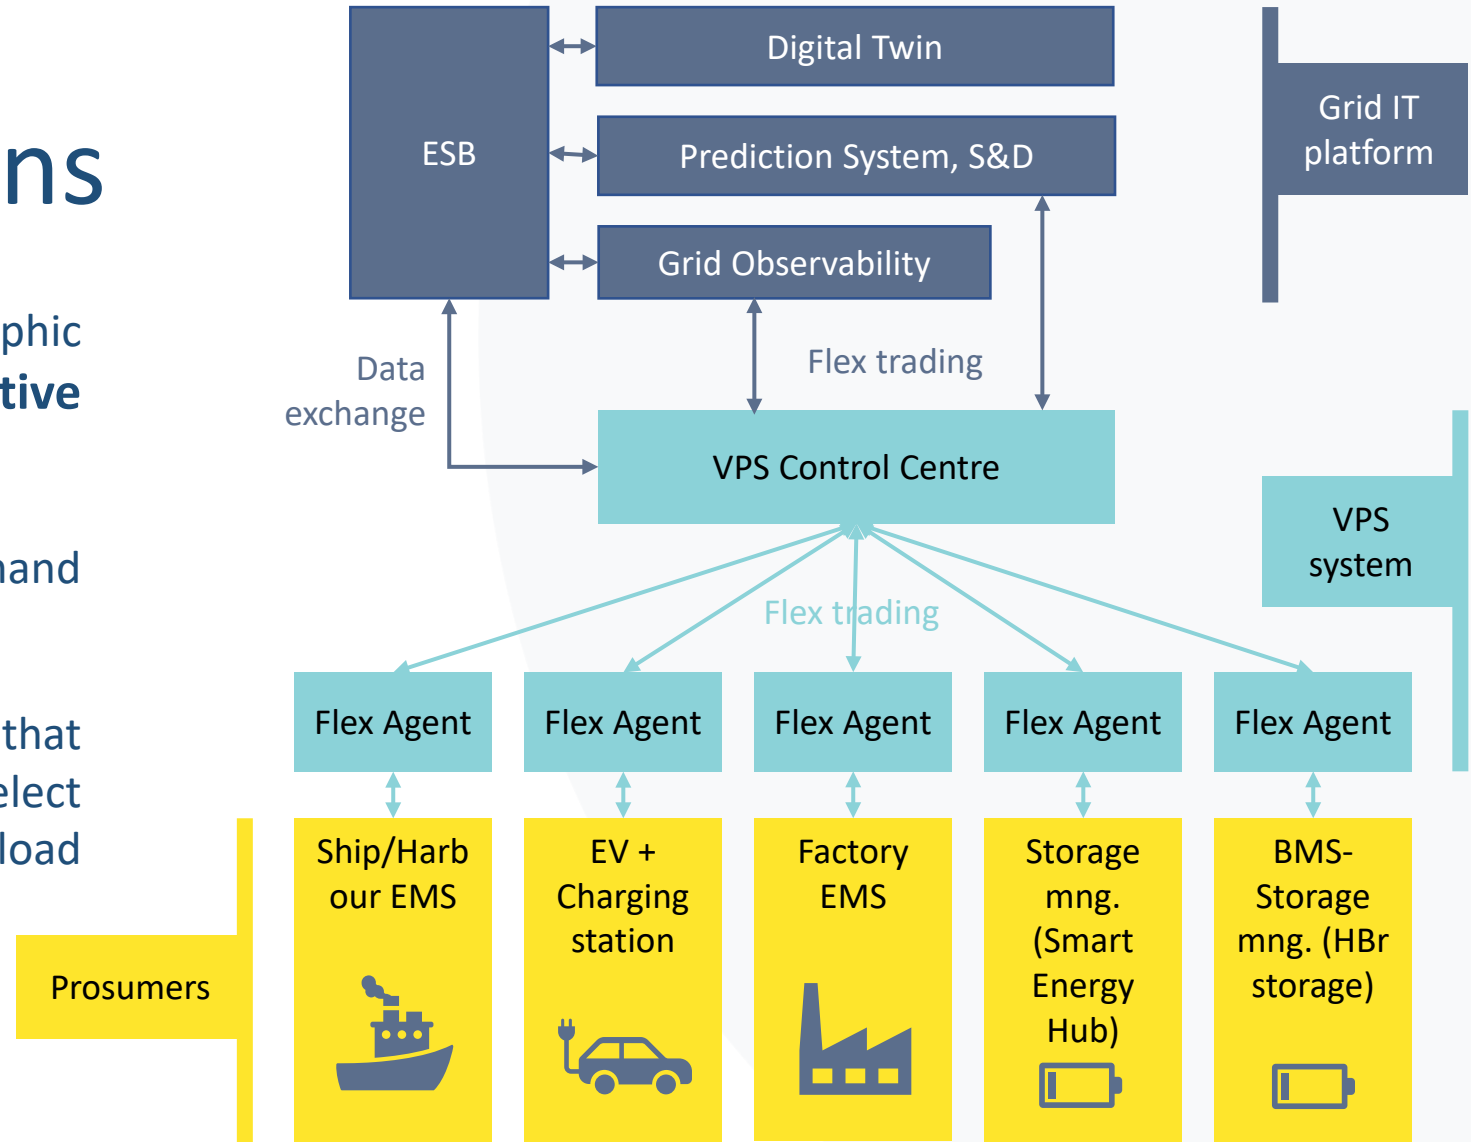 ns
phic
tive
nand
that
elect
load
Digital Twin
ESB
Prediction System, S&D
Grid Observability
Grid IT
platform
Data
exchange
Flex trading
VPS Control Centre
VPS
system
Flex trading
Flex Agent
Flex Agent
Flex Agent
Flex Agent
Flex Agent
Prosumers
Ship/Harb
our EMS
EV +
Charging
station
Factory
EMS
Storage
mng.
(Smart
Energy
Hub)
BMS-
Storage
mng. (HBr
storage)